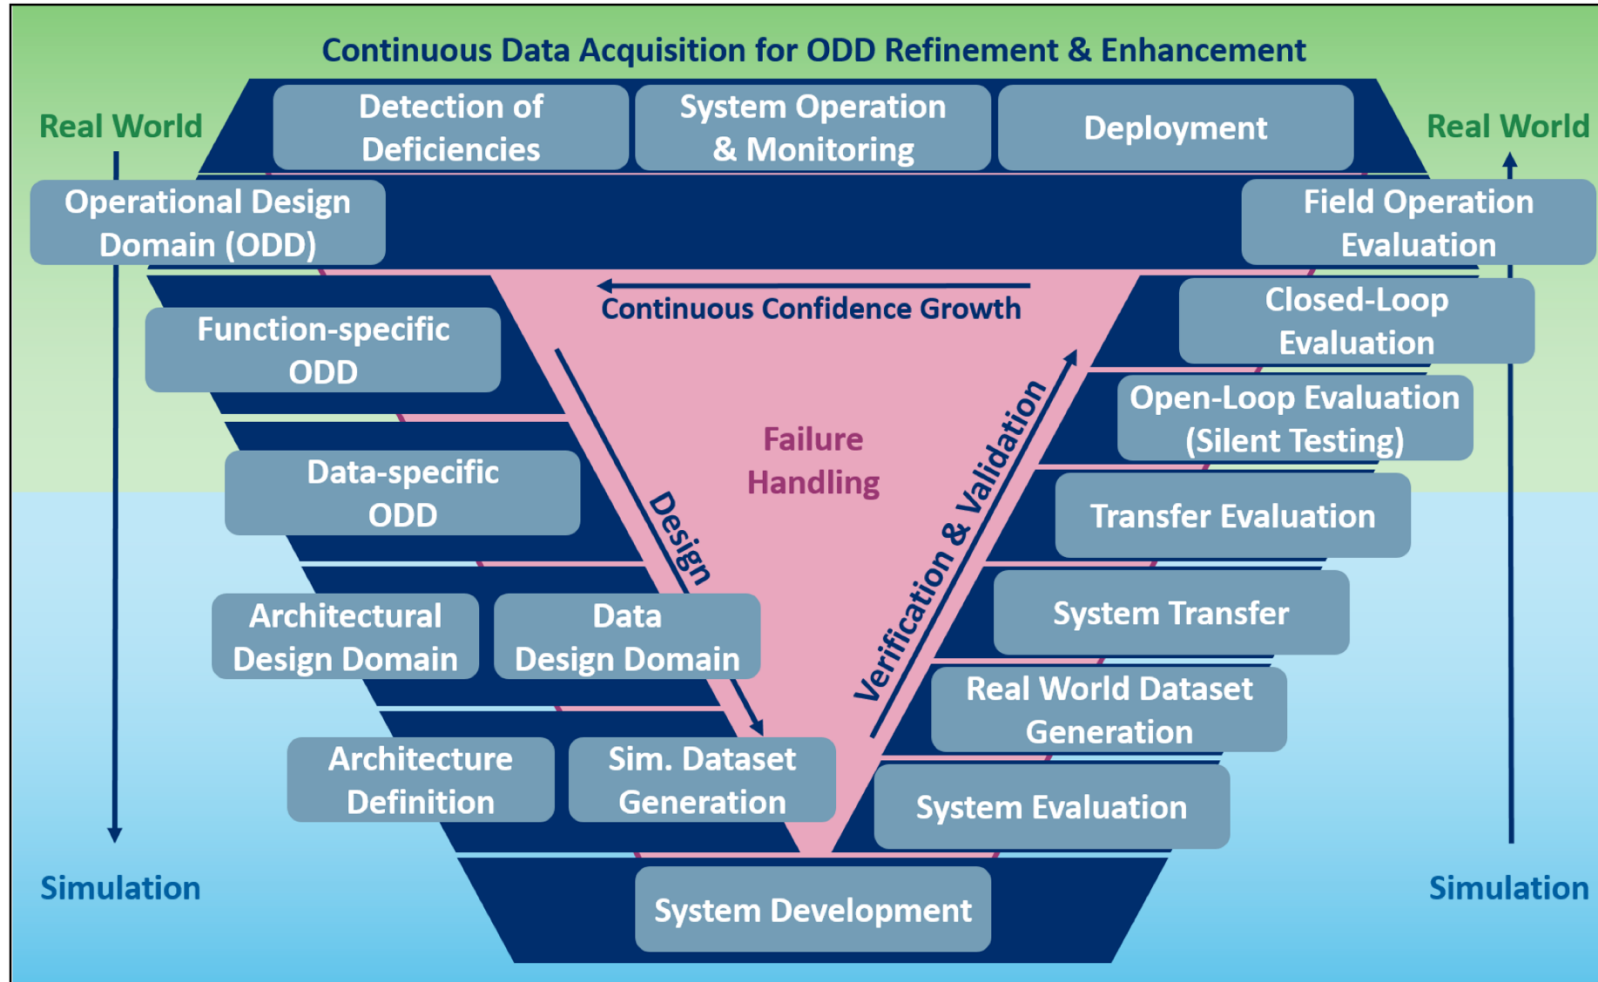 Continuous Data Acquisition for ODD Refinement & Enhancement
Real World
Detection of
Deficiencies
System Operation
& Monitoring
Deployment
Real World
Operational Design
Domain (ODD)
Field Operation
Evaluation
Continuous Confidence Growth
Function-specific
ODD
Closed-Loop
Evaluation
Data-specific
ODD
Failure
Handling
Open-Loop Evaluation
(Silent Testing)
Design
Verification & Validation
Transfer Evaluation
Architectural
Design Domain
Data
Design Domain
System Transfer
Real World Dataset
Generation
Architecture
Definition
Sim. Dataset
Generation
System Evaluation
Simulation
System Development
Simulation